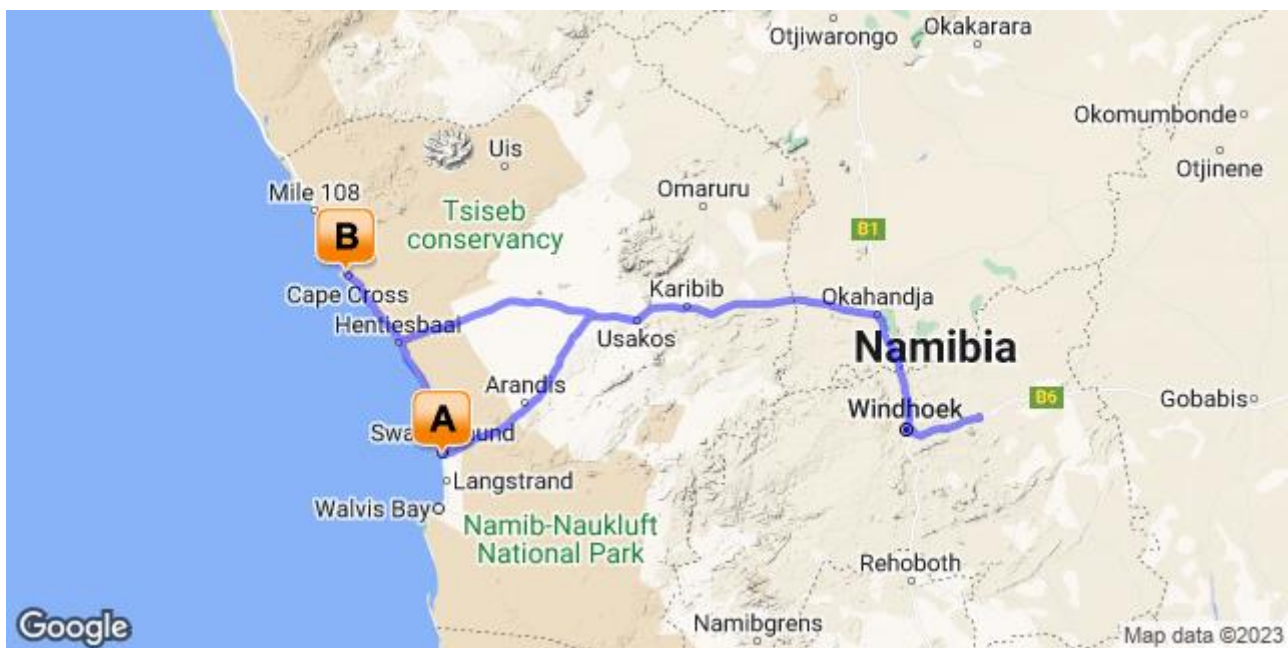 Otjiwarongo
Okakarara
Okomumbonde
Otjinene
Uis
Mile 108
Omaruru
B
Tsiseb
conservancy
B1
Cape Cross
Karibib
Okahandja
Hentiesbaai
Usakos
Namibia
Arandis
A
B6
Gobabis
Windhoek
Langstrand
Walvis Bay
Namib-Naukluft
National Park
Rehoboth
Namibgrens
Google
Map data ©2023